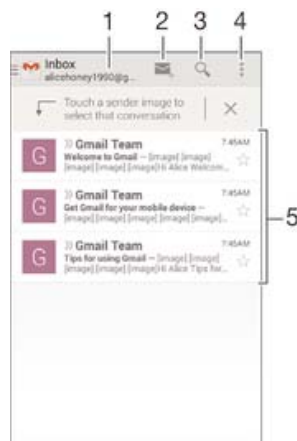 1 2 3 4
Inbox
alicehoney1990@g...
Touch a sender image to
select that conversation
5
G
Gmail Team 7:45AM
Welcome to Gmail – [image] [image]
[image] [image] [image]Hi Alice Welcom...
G
Gmail Team 7:45AM
Get Gmail for your mobile device –
[image] [image] [image] [image] [image]...
G
Gmail Team 7:45AM
Tips for using Gmail – [image] [image]
[image] [image] [image]Hi Alice Tips for...